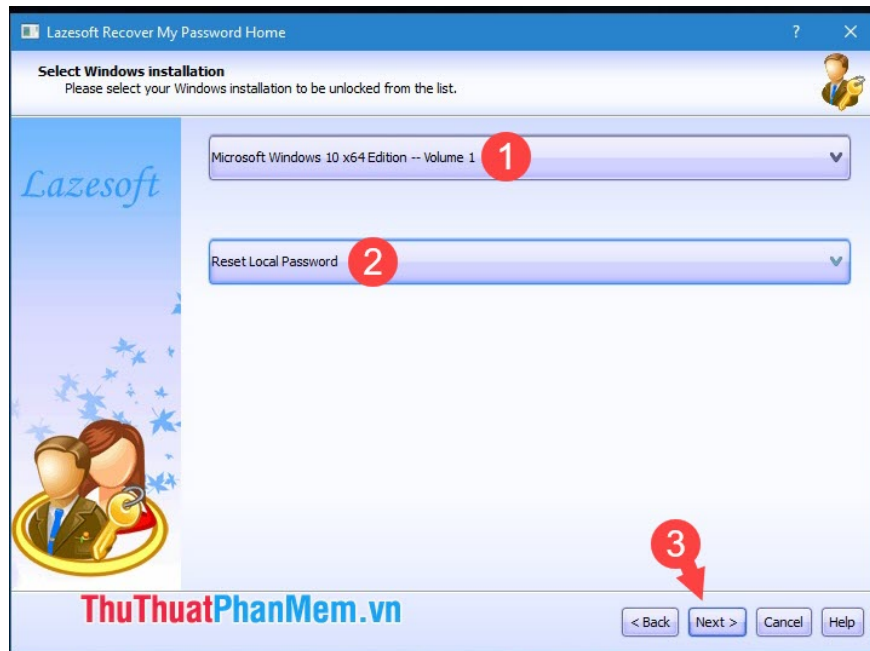 Lazesoft Recover My Password Home
Select Windows installation
Please select your Windows installation to be unlocked from the list.
Lazesoft
Microsoft Windows 10 x64 Edition -- Volume 1
1
Reset Local Password
2
3
ThuThuatPhanMem.vn
< Back Next > Cancel Help